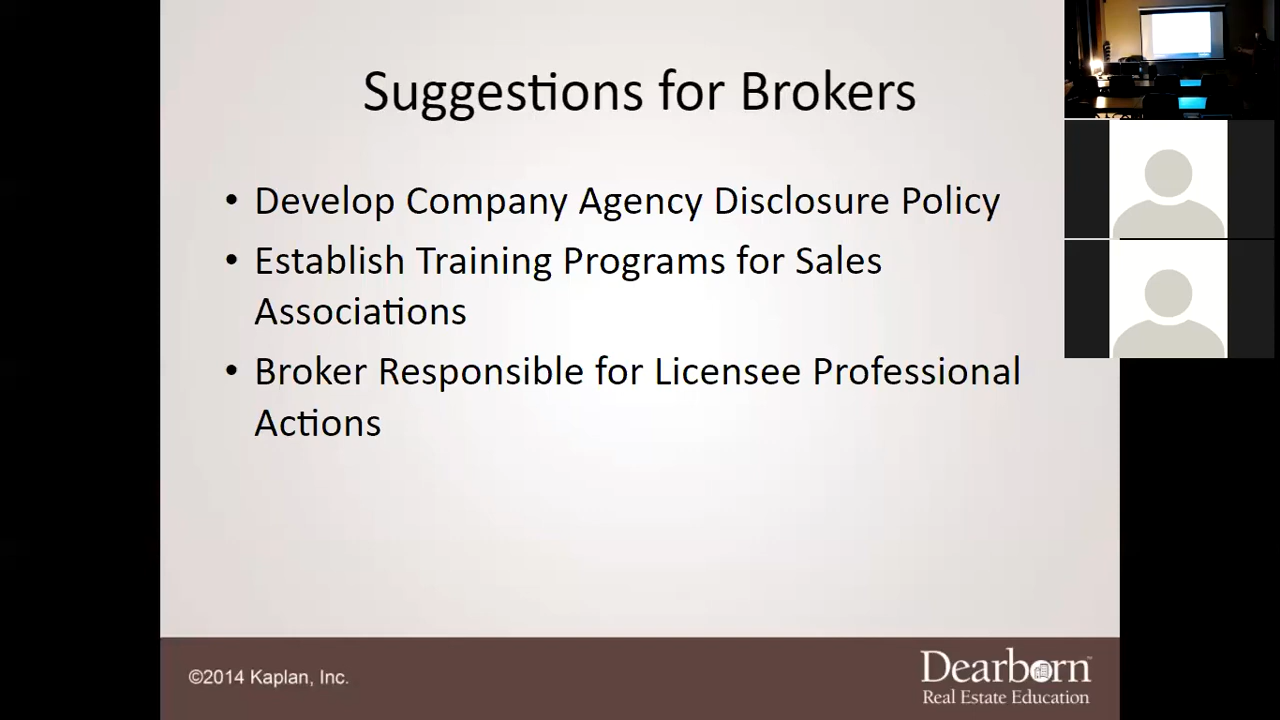 Suggestions for Brokers
• Develop Company Agency Disclosure Policy
• Establish Training Programs for Sales
Associations
• Broker Responsible for Licensee Professional
Actions
©2014 Kaplan, Inc.
Dearborn™
Real Estate Education